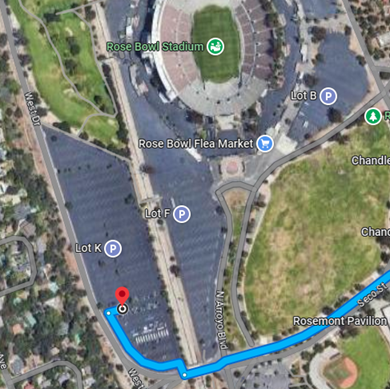 Rose Bowl Stadium
West Dr
Lot B
P
Rose Bowl Flea Market
Chandle
Lot F
P
Lot K
P
Chand
N Arroyo Blvd
Seco St
Rosemont Pavilion
West
Ave